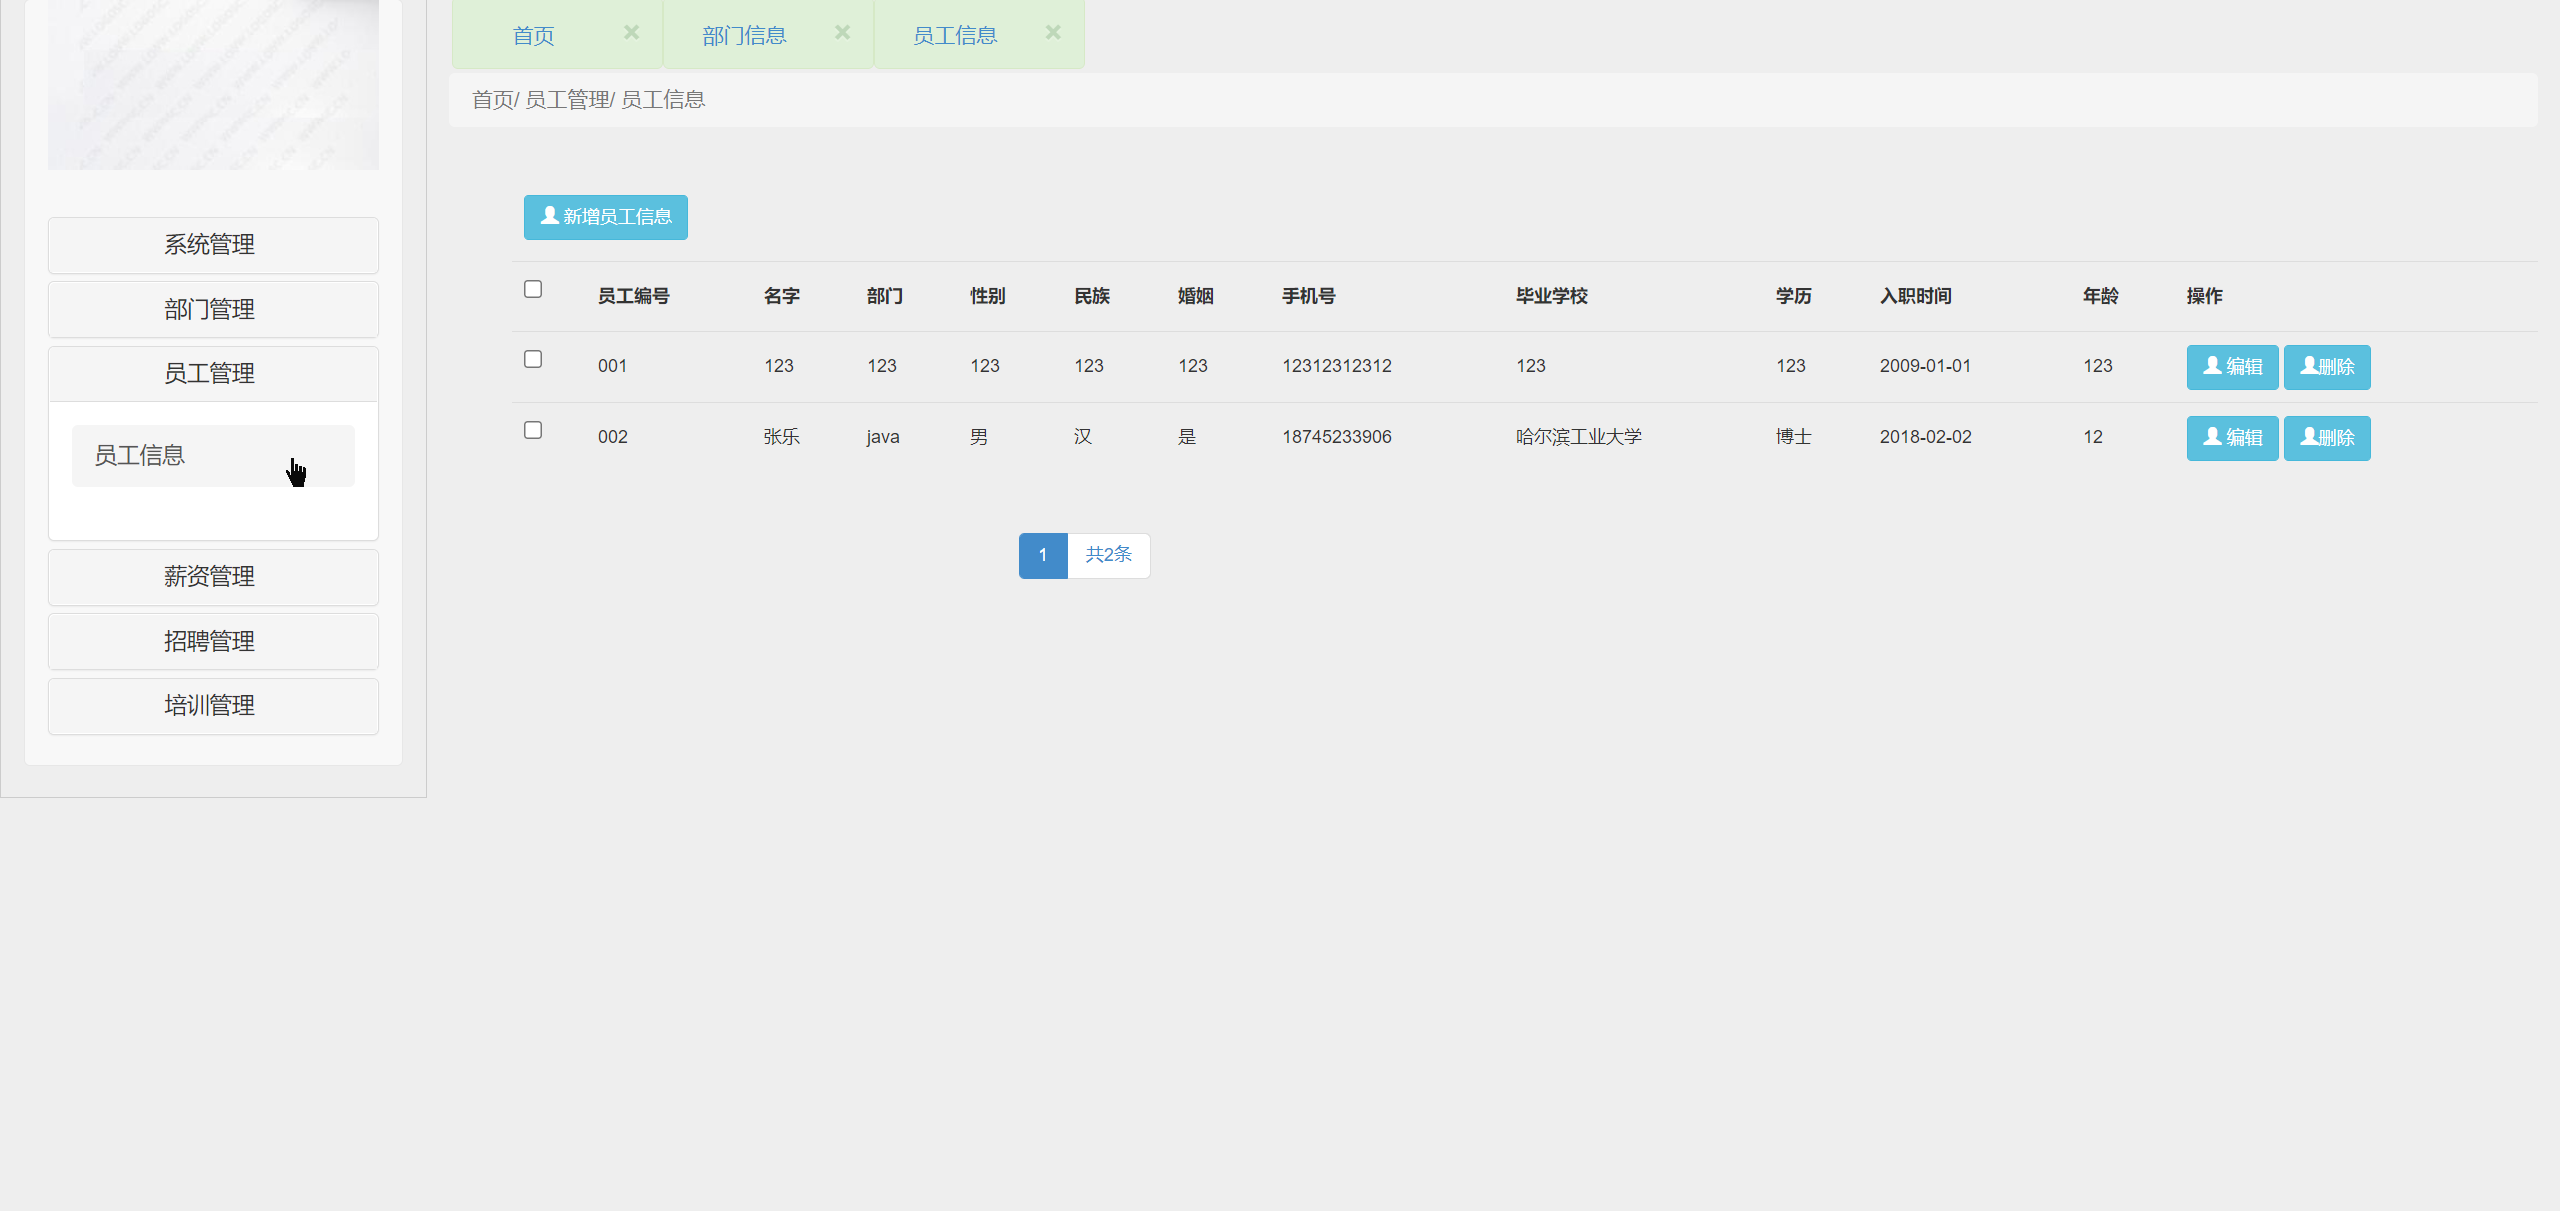 首页 × 部门信息 × 员工信息 ×
首页/ 员工管理/ 员工信息
系统管理
部门管理
员工管理
员工信息
薪资管理
招聘管理
培训管理
新增员工信息
员工编号 名字 部门 性别 民族 婚姻 手机号 毕业学校 学历 入职时间 年龄 操作
001 123 123 123 123 123 12312312312 123 123 2009-01-01 123 编辑 删除
002 张乐 java 男 汉 是 18745233906 哈尔滨工业大学 博士 2018-02-02 12 编辑 删除
1 共2条